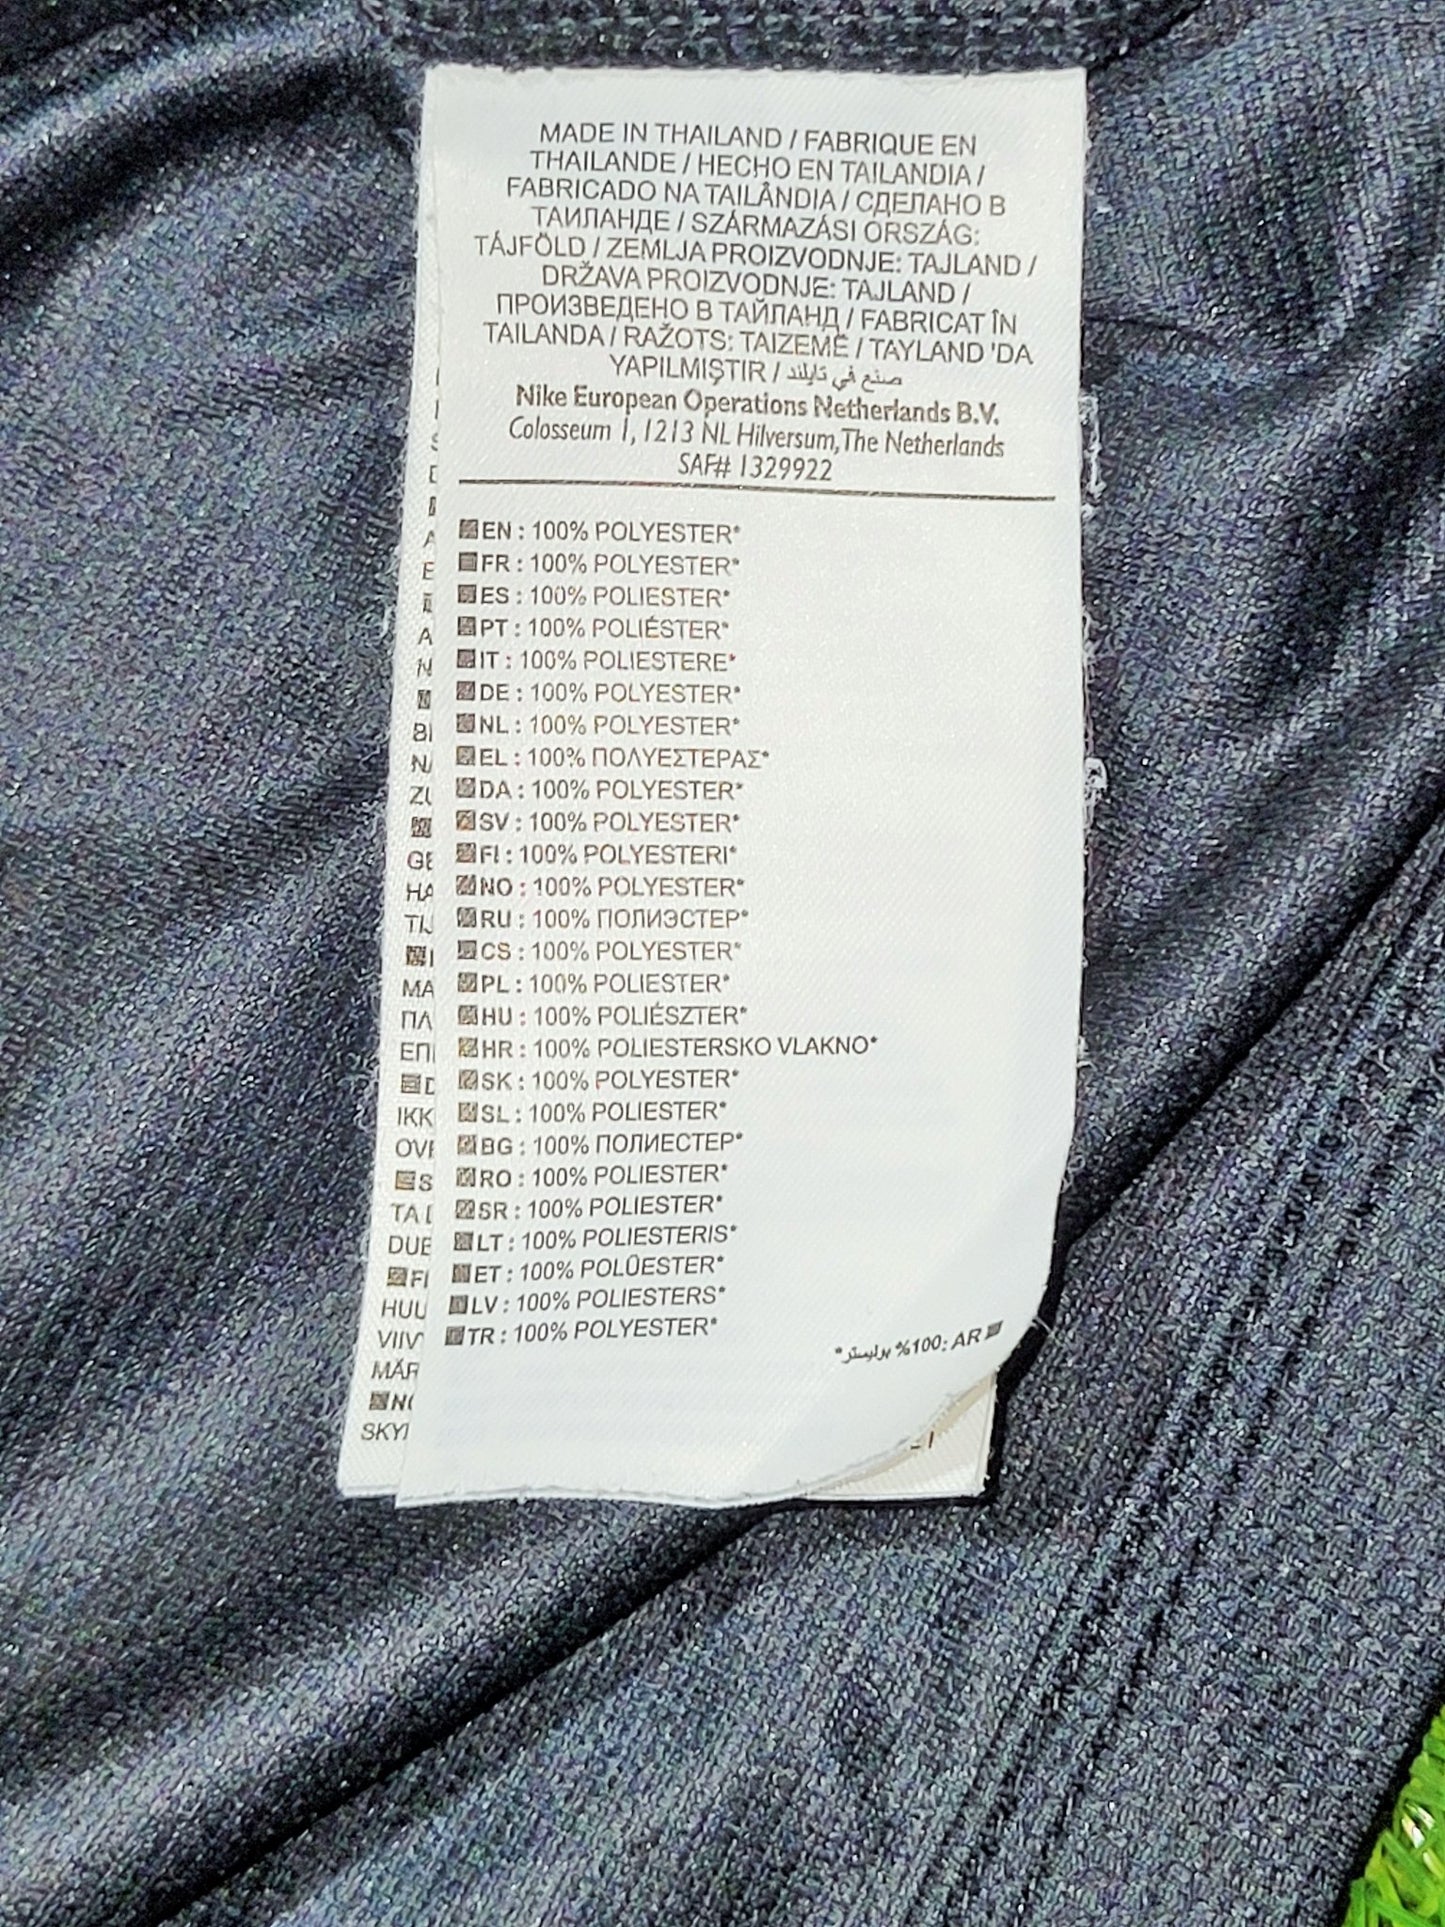 MADE IN THAILAND / FABRIQUE EN
THAILANDE / HECHO EN TAILANDIA /
FABRICADO NA TAILÂNDIA / СДЕЛАНО В
ТАИЛАНДЕ / SZÁRMAZÁSI ORSZÁG:
TÁJFÖLD / ZEMLJA PROIZVODNJE: TAJLAND /
DRŽAVA PROIZVODNJE: TAJLAND /
ПРОИЗВЕДЕНО В ТАЙЛАНД / FABRICAT ÎN
TAILANDA / RAŽOTS: TAIZEMĒ / TAYLAND 'DA
YAPILMIŞTIR / صنع في تايلند
Nike European Operations Netherlands B.V.
Colosseum 1, 1213 NL Hilversum, The Netherlands
SAF# 1329922
EN : 100% POLYESTER*
FR : 100% POLYESTER*
ES : 100% POLIESTER*
PT : 100% POLIÉSTER*
IT : 100% POLIESTERE*
DE : 100% POLYESTER*
NL : 100% POLYESTER*
EL : 100% ΠΟΛΥΕΣΤΕΡΑΣ*
DA : 100% POLYESTER*
SV : 100% POLYESTER*
FI : 100% POLYESTERI*
NO : 100% POLYESTER*
RU : 100% ПОЛИЭСТЕР*
CS : 100% POLYESTER*
PL : 100% POLIESTER*
HU : 100% POLIÉSZTER*
HR : 100% POLIESTERSKO VLAKNO*
SK : 100% POLYESTER*
SL : 100% POLIESTER*
BG : 100% ПОЛИЕСТЕР*
RO : 100% POLIESTER*
SR : 100% POLIESTER*
LT : 100% POLIESTERIS*
ET : 100% POLÜESTER*
LV : 100% POLIESTERS*
TR : 100% POLYESTER*
AR :100% بوليستر*